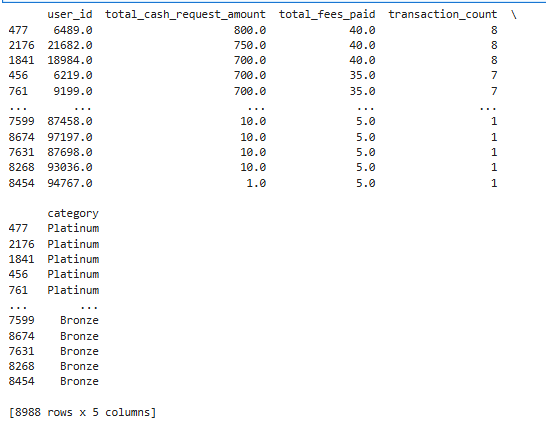 user_id total_cash_request_amount total_fees_paid transaction_count \
477 6489.0 800.0 40.0 8
2176 21682.0 750.0 40.0 8
1841 18984.0 700.0 40.0 8
456 6219.0 700.0 35.0 7
761 9199.0 700.0 35.0 7
... ... ... ... ...
7599 87458.0 10.0 5.0 1
8674 97197.0 10.0 5.0 1
7631 87698.0 10.0 5.0 1
8268 93036.0 10.0 5.0 1
8454 94767.0 1.0 5.0 1
category
477 Platinum
2176 Platinum
1841 Platinum
456 Platinum
761 Platinum
... ...
7599 Bronze
8674 Bronze
7631 Bronze
8268 Bronze
8454 Bronze
[8988 rows x 5 columns]